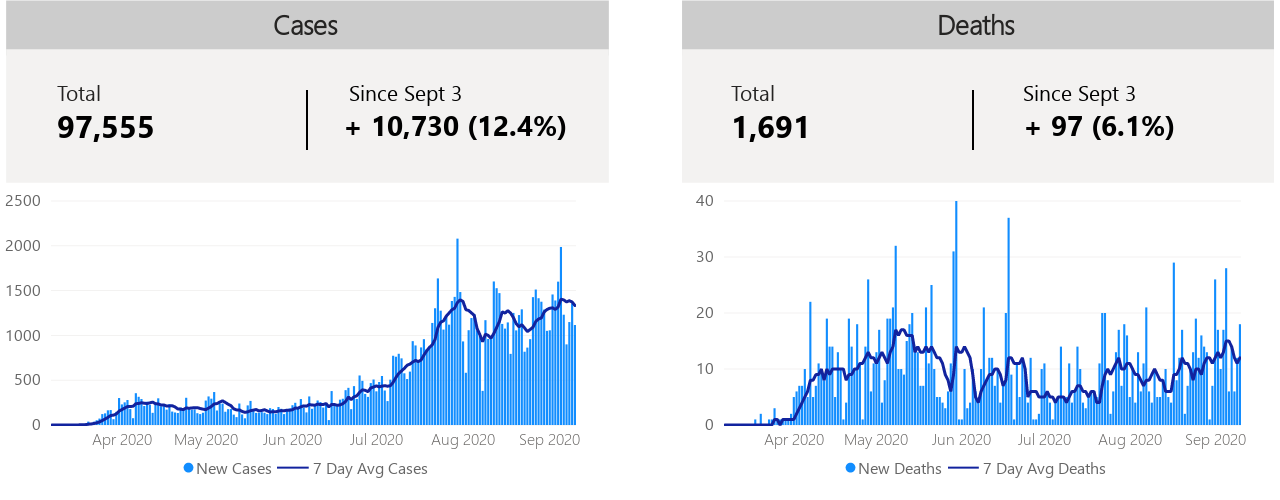 Cases
Total
97,555
Since Sept 3
+ 10,730 (12.4%)
2500
2000
1500
1000
500
0
Apr 2020 May 2020 Jun 2020 Jul 2020 Aug 2020 Sep 2020
New Cases 7 Day Avg Cases
Deaths
Total
1,691
Since Sept 3
+ 97 (6.1%)
40
30
20
10
0
Apr 2020 May 2020 Jun 2020 Jul 2020 Aug 2020 Sep 2020
New Deaths 7 Day Avg Deaths